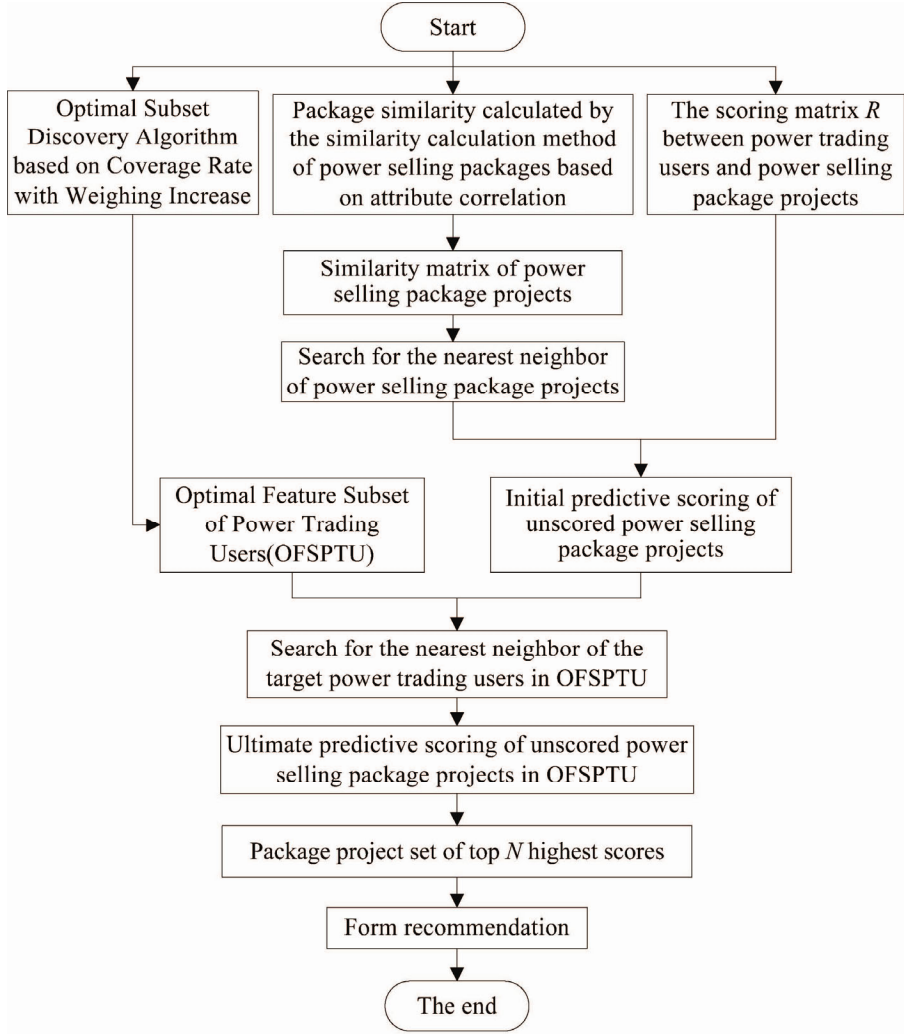 Start
Optimal Subset
Discovery Algorithm
based on Coverage Rate
with Weighing Increase
Package similarity calculated by
the similarity calculation method
of power selling packages based
on attribute correlation
The scoring matrix R
between power trading
users and power selling
package projects
Similarity matrix of power
selling package projects
Search for the nearest neighbor
of power selling package projects
Optimal Feature Subset
of Power Trading
Users(OFSPTU)
Initial predictive scoring of
unscored power selling
package projects
Search for the nearest neighbor of the
target power trading users in OFSPTU
Ultimate predictive scoring of unscored power
selling package projects in OFSPTU
Package project set of top N highest scores
Form recommendation
The end